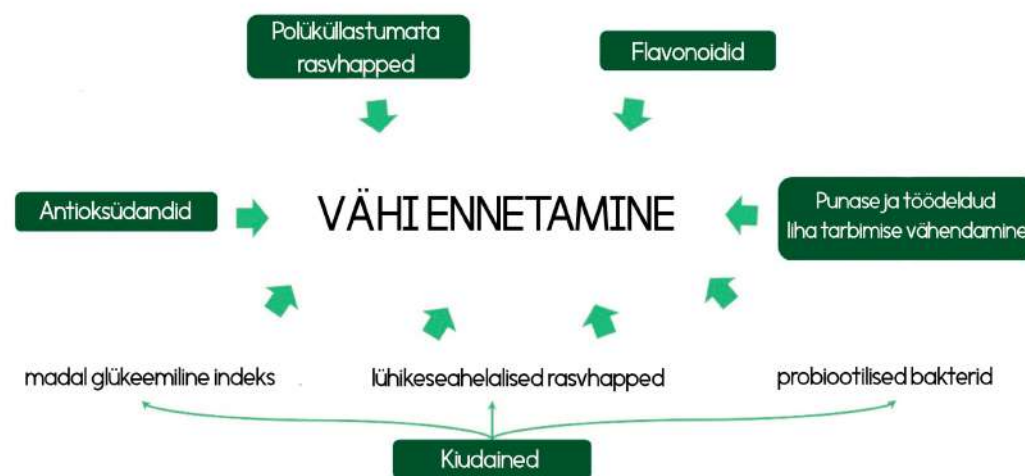 Polüküllastumata
rasvhapped
Flavonoidid
Antioksüdandid
VÄHI ENNETAMINE
Punase ja töödeldud
liha tarbimise vähendamine
madal glükeemiline indeks
lühikeseahelalised rasvhapped
probiootilised bakterid
Kiudained